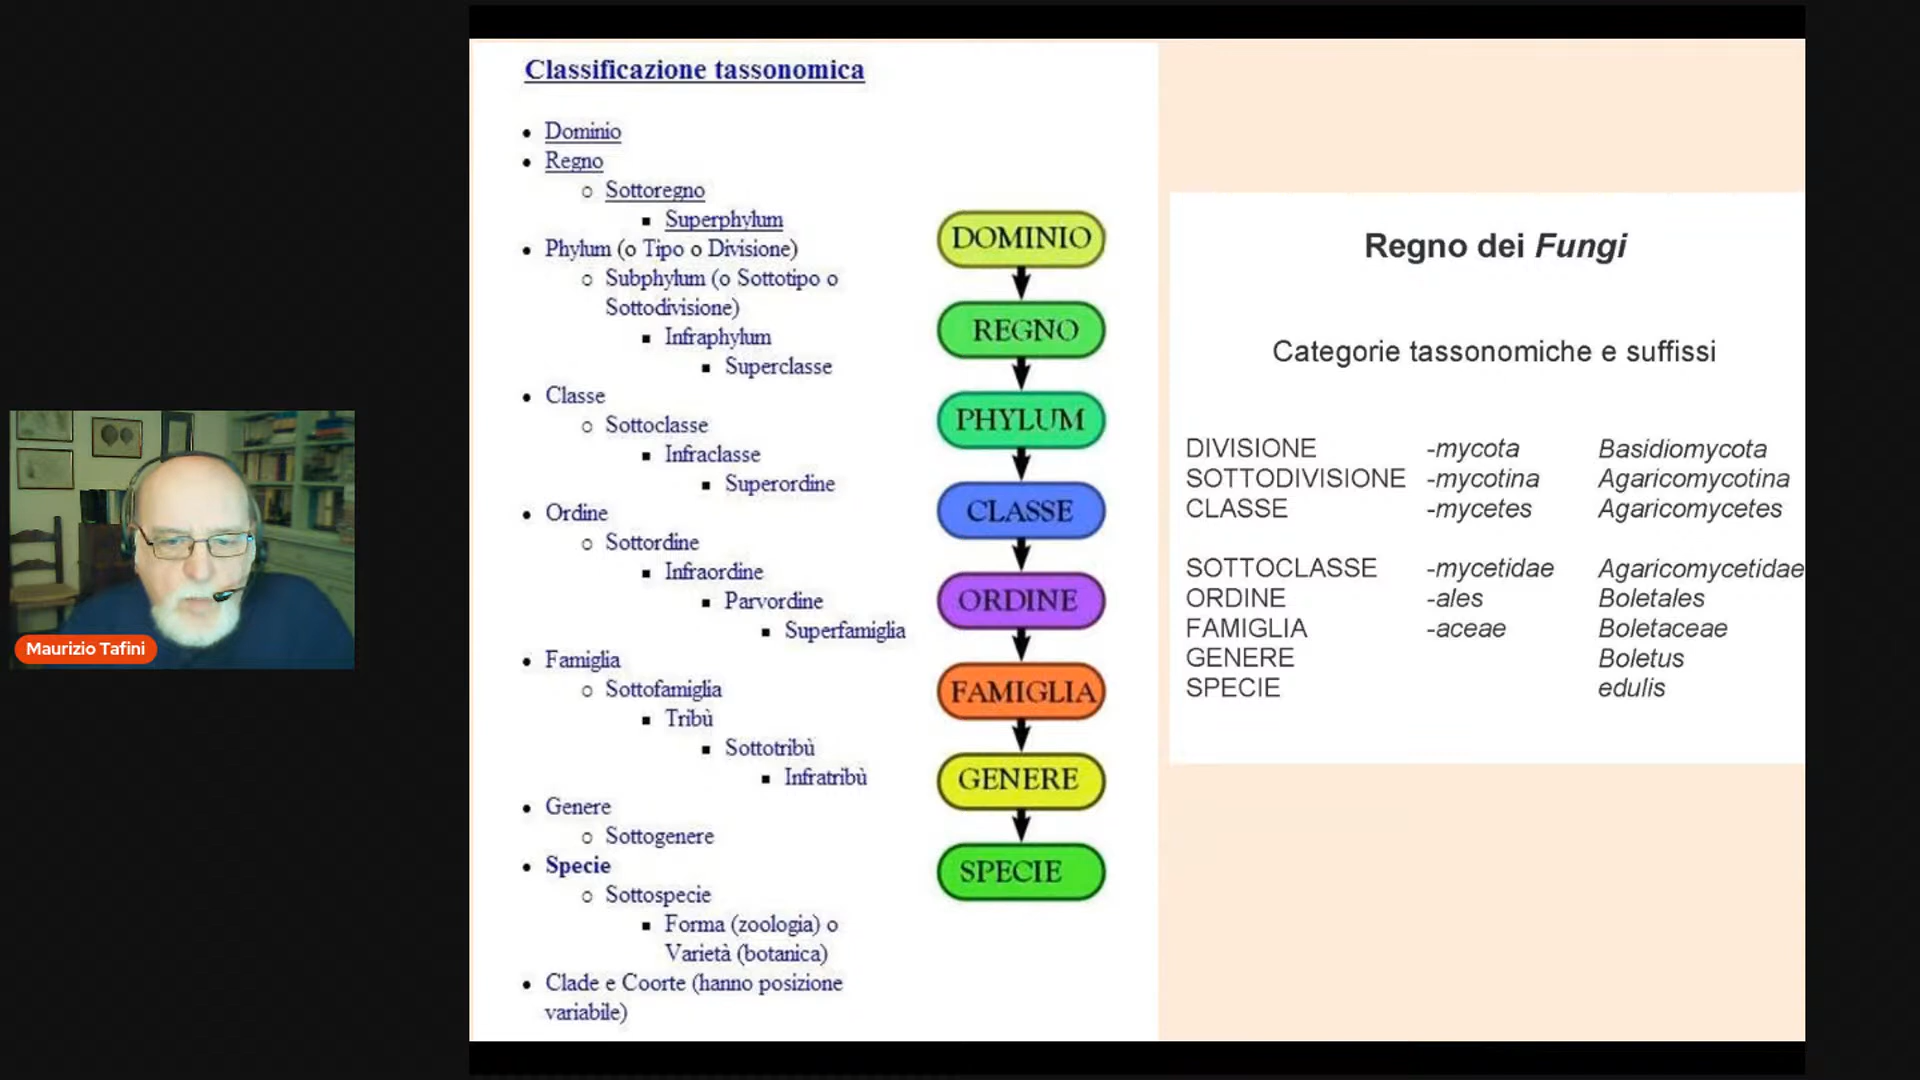 Classificazione tassonomica
Dominio
Regno
Sottoregno
Superphylum
Phylum (o Tipo o Divisione)
Subphylum (o Sottotipo o
Sottodivisione)
Infraphylum
Superclasse
Classe
Sottoclasse
Infraclasse
Superordine
Ordine
Sottordine
Infraordine
Parvordine
Superfamiglia
Famiglia
Sottofamiglia
Tribù
Sottotribù
Infratribù
Genere
Sottogenere
Specie
Sottospecie
Forma (zoologia) o
Varietà (botanica)
Clade e Coorte (hanno posizione
variabile)
DOMINIO
REGNO
PHYLUM
CLASSE
ORDINE
FAMIGLIA
GENERE
SPECIE
Regno dei Fungi
Categorie tassonomiche e suffissi
DIVISIONE -mycota Basidiomycota
SOTTODIVISIONE -mycotina Agaricomycotina
CLASSE -mycetes Agaricomycetes
SOTTOCLASSE -mycetidae Agaricomycetidae
ORDINE -ales Boletales
FAMIGLIA -aceae Boletaceae
GENERE Boletus
SPECIE edulis
Maurizio Tafini